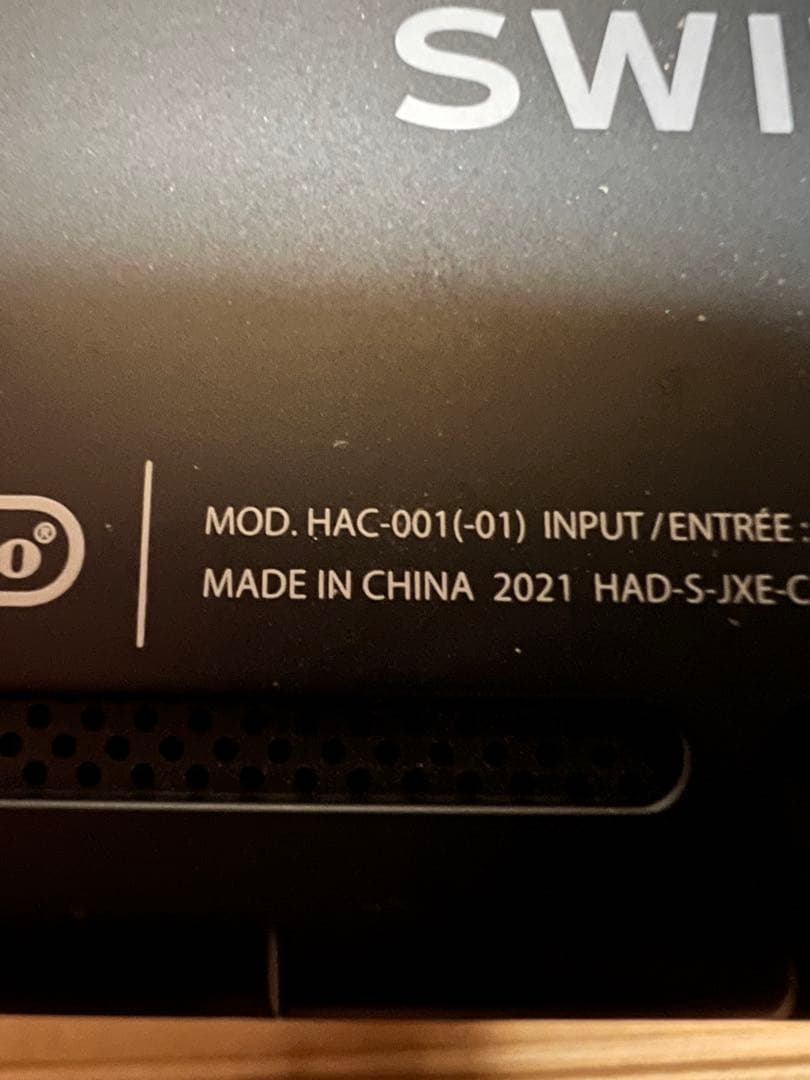 SWI
o®
MOD. HAC-001(-01) INPUT / ENTRÉE :
MADE IN CHINA 2021 HAD-S-JXE-C